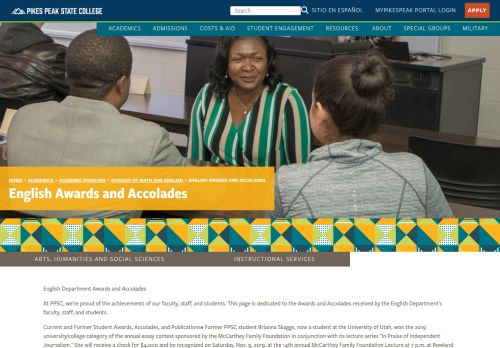 PIKES PEAK STATE COLLEGE
Search
SITIO EN ESPAÑOL
MYPIKESPEAK PORTAL LOGIN
APPLY
ACADEMICS ADMISSIONS COSTS & AID STUDENT ENGAGEMENT RESOURCES ABOUT SPECIAL GROUPS MILITARY
HOME > ACADEMICS > ACADEMIC DIVISIONS > DIVISION OF MATH AND ENGLISH > ENGLISH AWARDS AND ACCOLADES
English Awards and Accolades
ARTS, HUMANITIES AND SOCIAL SCIENCES
INSTRUCTIONAL SERVICES
English Department Awards and Accolades
At PPSC, we're proud of the achievements of our faculty, staff, and students. This page is dedicated to the Awards and Accolades received by the English Department's
faculty, staff, and students.
Current and Former Student Awards, Accolades, and Publications Former PPSC student Brianna Skaggs, now a student at the University of Utah, won the 2019
university/college category of the annual essay contest sponsored by the McCarthey Family Foundation in conjunction with its lecture series "In Praise of Independent
Journalism." She will receive a check for $4,000 and be recognized on Saturday, Nov. 9, 2019, at the 14th annual McCarthey Family Foundation Lecture at 7 p.m. at Rowland